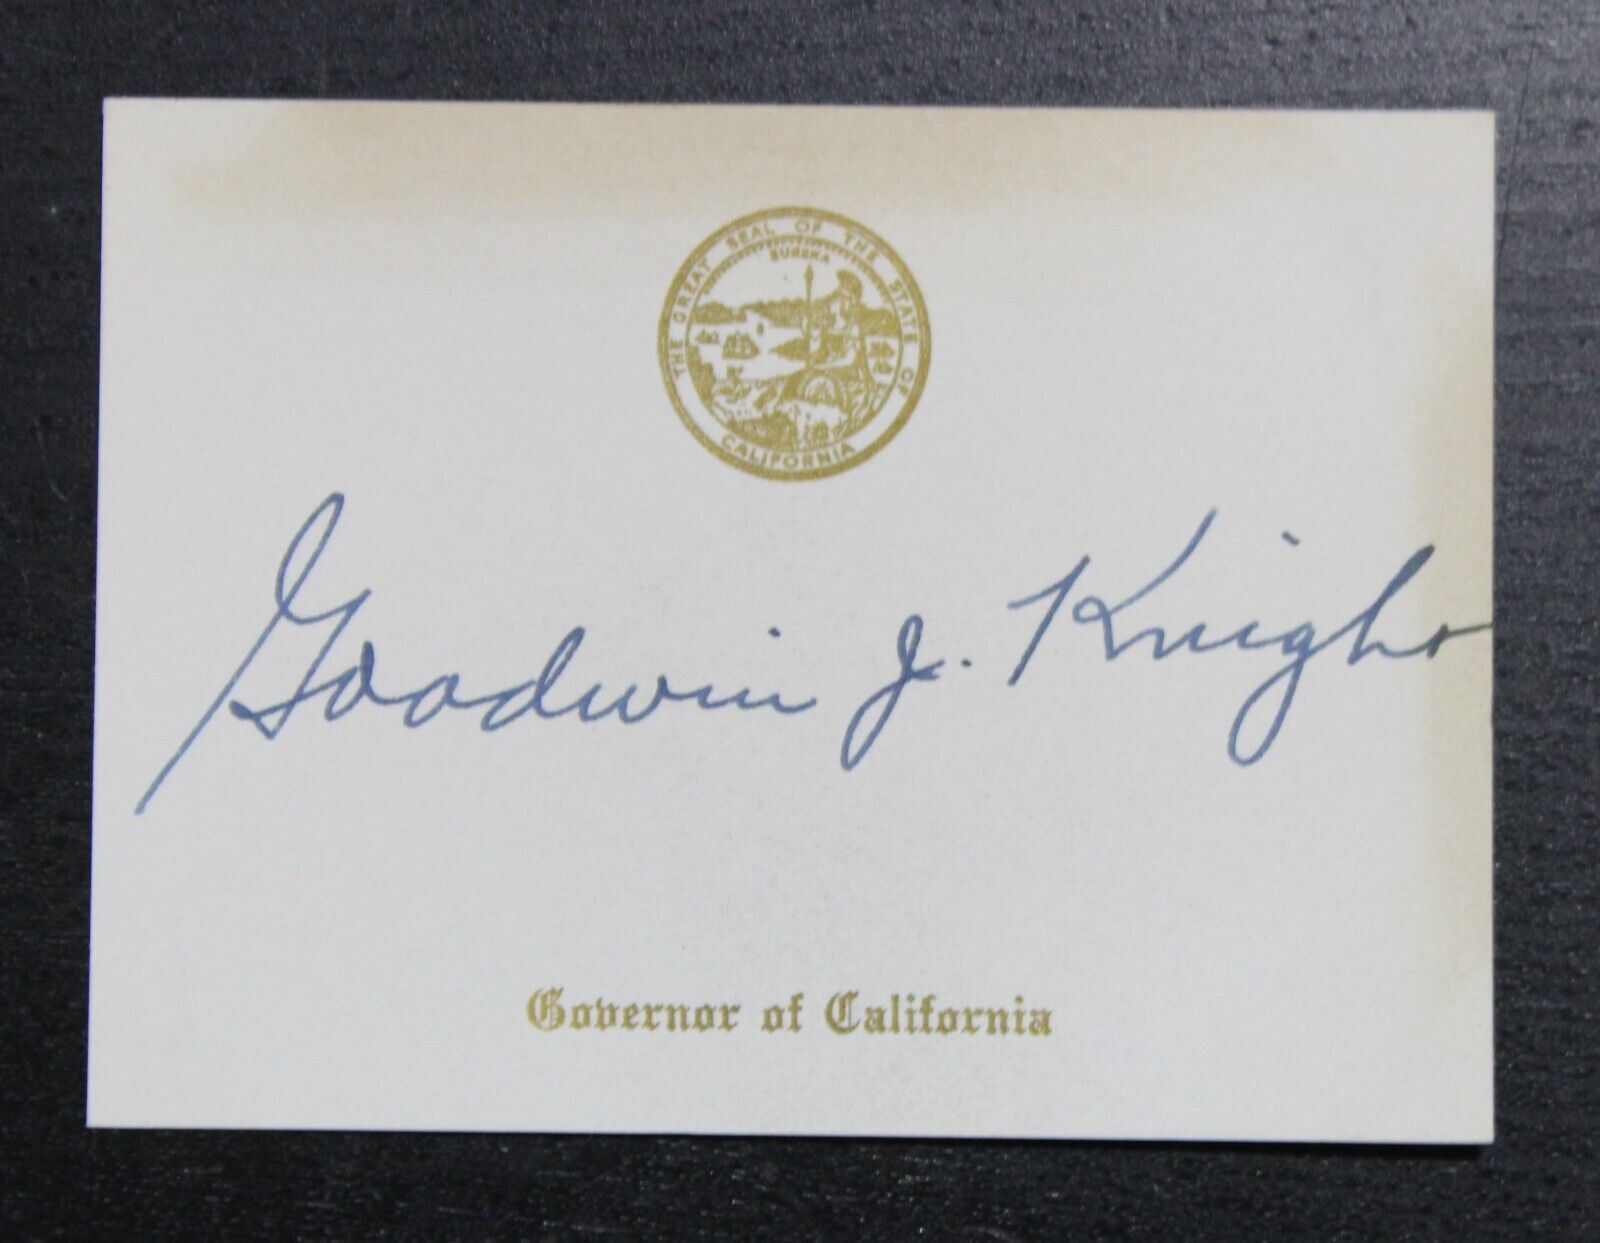 THE GREAT SEAL OF THE STATE OF CALIFORNIA
EUREKA
Goodwin J. Knight
Governor of California